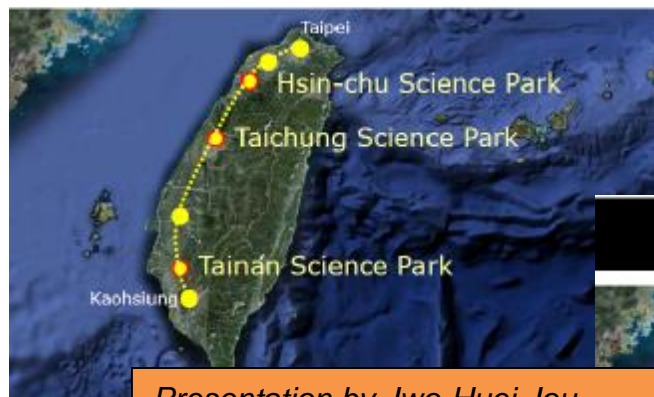 Taipei
Hsin-chu Science Park
Taichung Science Park
Tainan Science Park
Kaohsiung